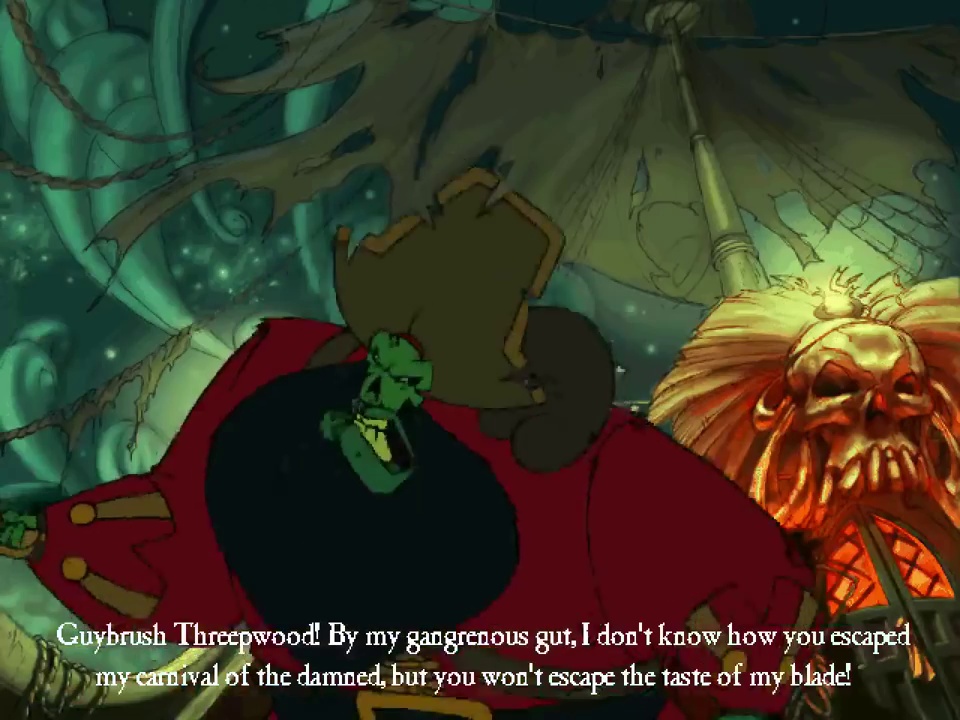 Guybrush Threepwood! By my gangrenous gut, I don't know how you escaped
my carnival of the damned, but you won't escape the taste of my blade!